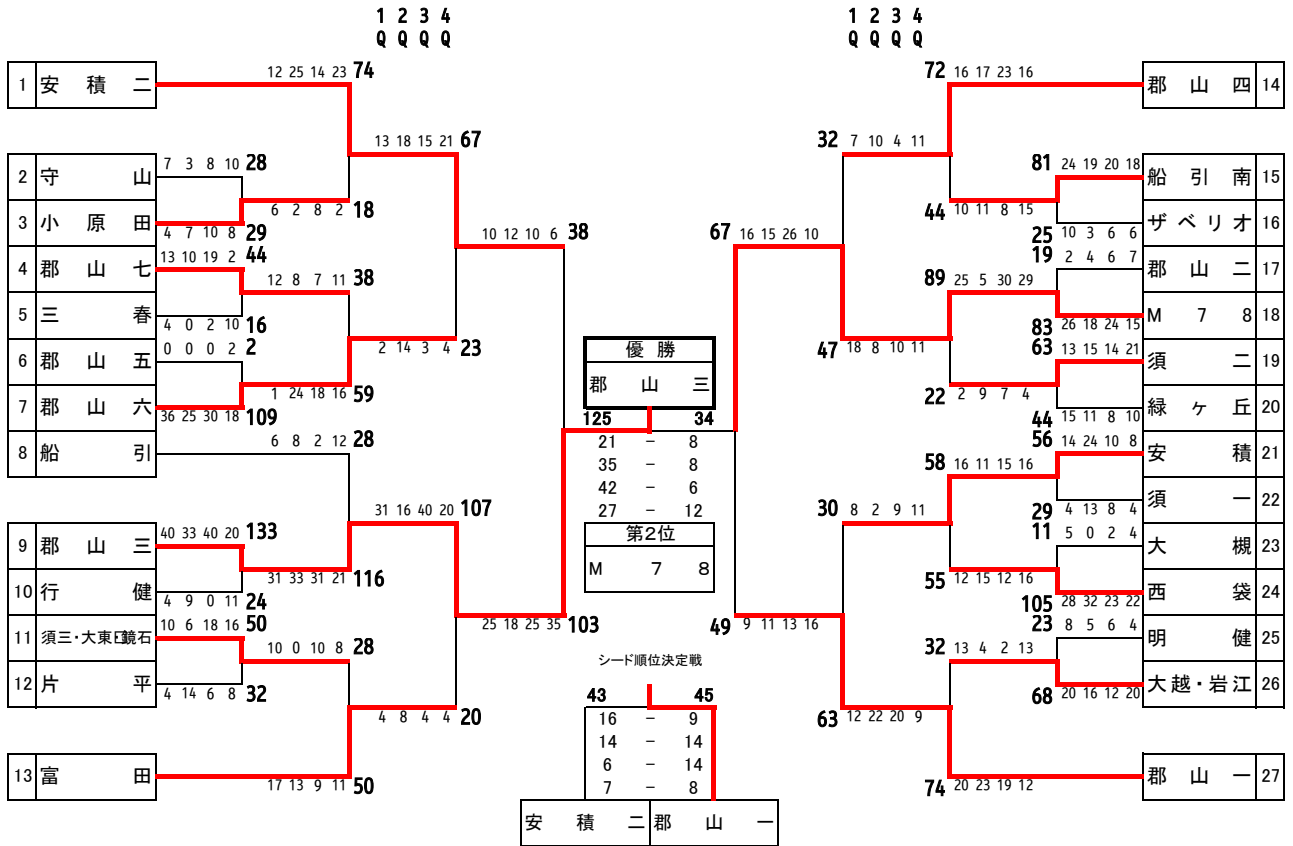 1 2 3 4
Q Q Q Q
1 2 3 4
Q Q Q Q
1 安積二
12 25 14 23 74
13 18 15 21 67
2 守山
7 3 8 10 28
3 小原田
4 7 10 8 29
6 2 8 2 18
10 12 10 6 38
4 郡山七
13 10 19 2 44
12 8 7 11 38
5 三春
4 0 2 10 16
6 郡山五
0 0 0 2 2
2 14 3 4 23
7 郡山六
36 25 30 18 109
1 24 18 16 59
8 船引
6 8 2 12 28
31 16 40 20 107
9 郡山三
40 33 40 20 133
31 33 31 21 116
10 行健
4 9 0 11 24
11 須三・大東・鏡石
10 6 18 16 50
25 18 25 35 103
10 0 10 8 28
12 片平
4 14 6 8 32
4 8 4 4 20
13 富田
17 13 9 11 50
優勝
郡山三
125 34
21 - 8
35 - 8
42 - 6
27 - 12
第2位
M78
シード順位決定戦
43 45
16 - 9
14 - 14
6 - 14
7 - 8
安積二 郡山一
72 16 17 23 16
郡山四 14
32 7 10 4 11
81 24 19 20 18
船引南 15
44 10 11 8 15
ザベリオ 16
25 10 3 6 6
67 16 15 26 10
19 2 4 6 7
郡山二 17
89 25 5 30 29
M78 18
83 26 18 24 15
47 18 8 10 11
63 13 15 14 21
須二 19
22 2 9 7 4
緑ヶ丘 20
44 15 11 8 10
56 14 24 10 8
安積 21
58 16 11 15 16
須一 22
29 4 13 8 4
30 8 2 9 11
11 5 0 2 4
大槻 23
55 12 15 12 16
西袋 24
105 28 32 23 22
49 9 11 13 16
23 8 5 6 4
明健 25
32 13 4 2 13
大越・岩江 26
68 20 16 12 20
63 12 22 20 9
郡山一 27
74 20 23 19 12